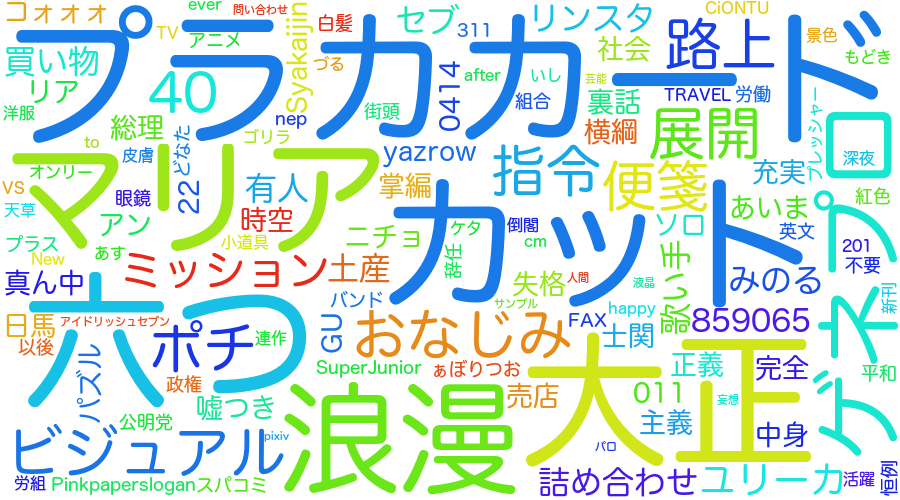 コォオオ
ever
問い合わせ
白髪
セブ
リンスタ
CiONTU
景色
買い物
TV
アニメ
Syakaijin
311
社会
路上
もどき
プラカカード
リア
40
づる
after
いし
芸能
裏話
TRAVEL
労働
プレッシャー
洋服
nep
街頭
0414
組合
総理
ゴリラ
横綱
展開
プロ
to
皮膚
どなた
yazrow
指令
便箋
充実
深夜
マリア
オンリー
vs
眼鏡
22
有人
掌編
紅色
天草
アン
時空
カット
ケタ
倒閣
ソロ
あいま
英文
プラス
あす
小道具
ニチョ
辞任
cm
201
New
ミッション
土産
失格
人間
液晶
歌い手
みのる
不要
真ん中
六つ
バンド
サンプル
happy
新刊
ゲネプロ
日馬
アイドリッシュセブン
ポチ
連作
GU
おなじみ
FAX
士関
859065
以後
パズル
政権
SuperJunior
ぁぼりつお
大正
正義
完全
平和
公明党
嘘つき
浪漫
売店
011
妄想
主義
中身
ビジュアル
pixiv
パロ
労組
Pinkpaperslogan
スパコミ
詰め合わせ
ユリーカ
活躍
恒例